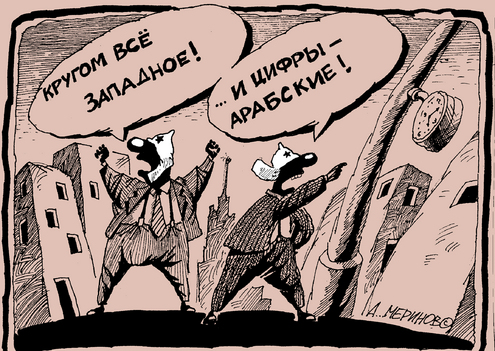 КРУГОМ ВСЁ
ЗАПАДНОЕ!
... И ЦИФРЫ –
АРАБСКИЕ!
А. МЕРИНОВ©